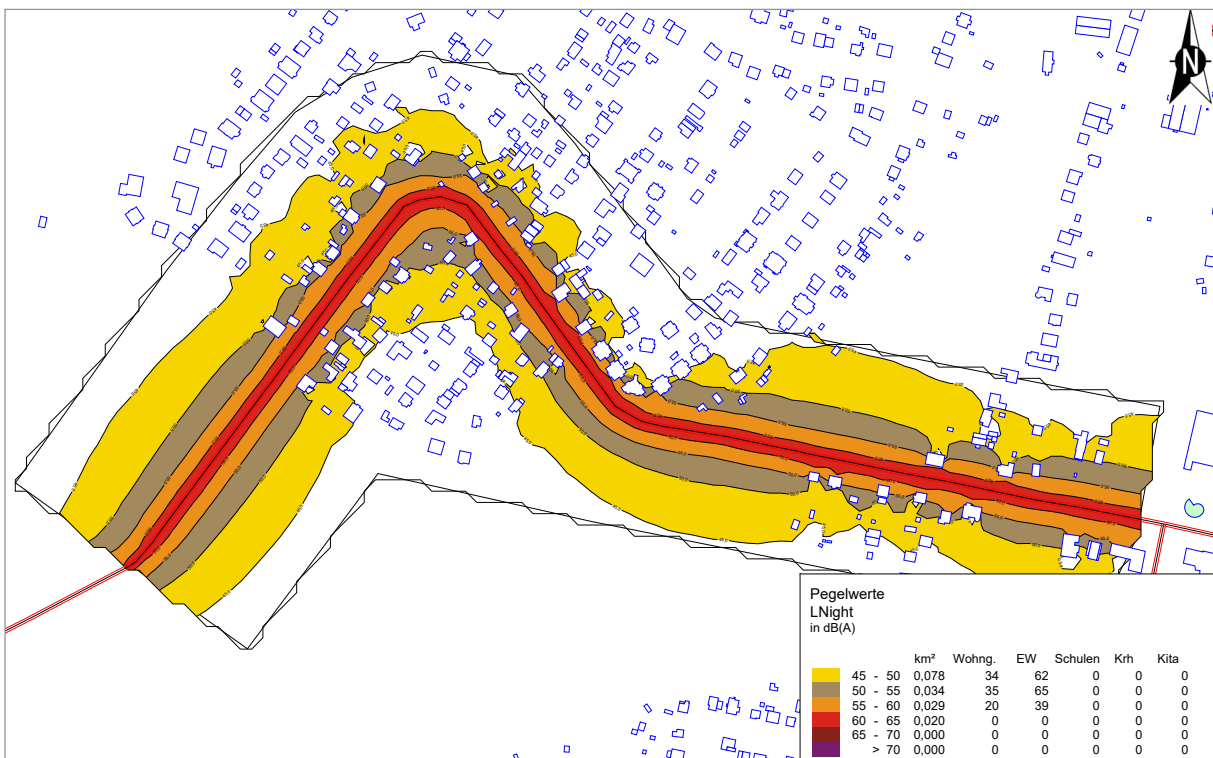 N
Pegelwerte
LNight
in dB(A)
km² Wohng. EW Schulen Krh Kita
45 - 50 0,078 34 62 0 0 0
50 - 55 0,034 35 65 0 0 0
55 - 60 0,029 20 39 0 0 0
60 - 65 0,020 0 0 0 0 0
65 - 70 0,000 0 0 0 0 0
> 70 0,000 0 0 0 0 0